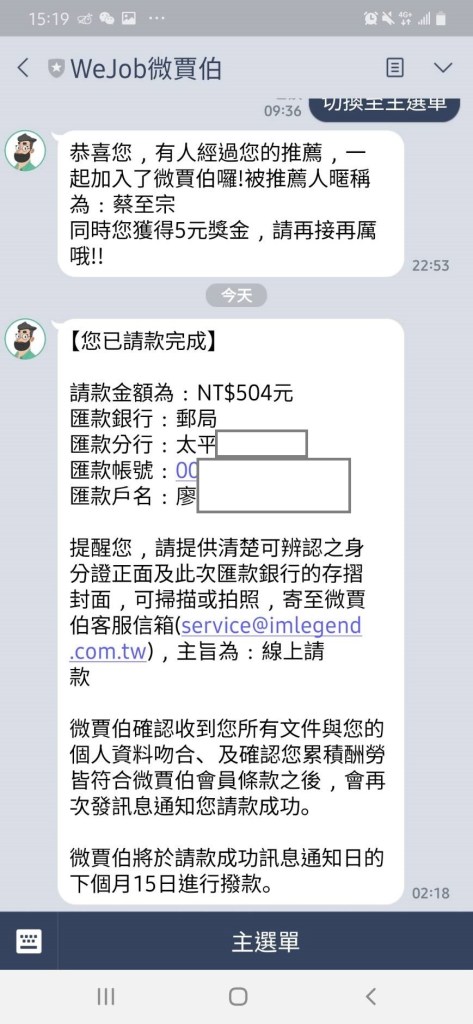 15:19
4G+
WeJob微賈伯
09:36
切換至主選單
恭喜您，有人經過您的推薦，一
起加入了微賈伯囉!被推薦人暱稱
為：蔡至宗
同時您獲得5元獎金，請再接再厲
哦!!
22:53
今天
【您已請款完成】
請款金額為：NT$504元
匯款銀行：郵局
匯款分行：太平
匯款帳號：00
匯款戶名：廖
提醒您，請提供清楚可辨認之身
分證正面及此次匯款銀行的存摺
封面，可掃描或拍照，寄至微賈
伯客服信箱(service@imlegend
.com.tw)，主旨為：線上請
款
微賈伯確認收到您所有文件與您的
個人資料吻合、及確認您累積酬勞
皆符合微賈伯會員條款之後，會再
次發訊息通知您請款成功。
微賈伯將於請款成功訊息通知日的
下個月15日進行撥款。
02:18
主選單